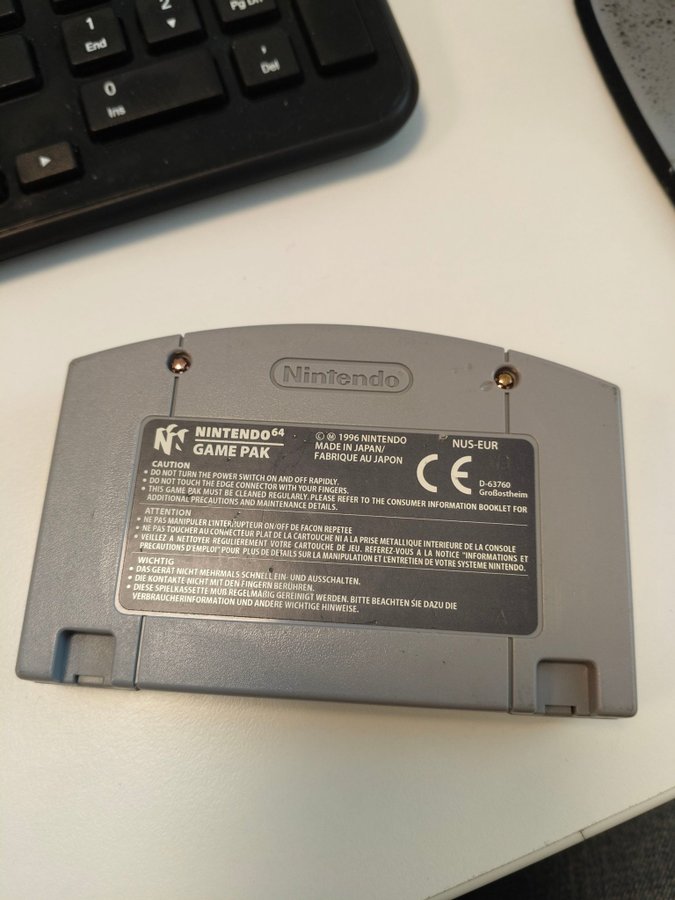 1
End
2
Pg Dn
0
Ins
,
Del
Nintendo
NINTENDO 64
GAME PAK
© Ⓜ 1996 NINTENDO
MADE IN JAPAN/
FABRIQUE AU JAPON
NUS-EUR
CE
D-63760
Großostheim
CAUTION
• DO NOT TURN THE POWER SWITCH ON AND OFF RAPIDLY.
• DO NOT TOUCH THE EDGE CONNECTOR WITH YOUR FINGERS.
• THIS GAME PAK MUST BE CLEANED REGULARLY. PLEASE REFER TO THE CONSUMER INFORMATION BOOKLET FOR
ADDITIONAL PRECAUTIONS AND MAINTENANCE DETAILS.
ATTENTION
• NE PAS MANIPULER L'INTERRUPTEUR ON/OFF DE FACON REPETEE
• NE PAS TOUCHER AU CONNECTEUR PLAT DE LA CARTOUCHE NI A LA PRISE METALLIQUE INTERIEURE DE LA CONSOLE
• VEILLEZ A NETTOYER REGULIEREMENT VOTRE CARTOUCHE DE JEU. REFEREZ-VOUS A LA NOTICE "INFORMATIONS ET
PRECAUTIONS D'EMPLOI" POUR PLUS DE DETAILS SUR LA MANIPULATION ET L'ENTRETIEN DE VOTRE SYSTEME NINTENDO.
WICHTIG
• DAS GERÄT NICHT MEHRMALS SCHNELL EIN- UND AUSSCHALTEN.
• DIE KONTAKTE NICHT MIT DEN FINGERN BERÜHREN.
• DIESE SPIELKASSETTE MUß REGELMÄßIG GEREINIGT WERDEN. BITTE BEACHTEN SIE DAZU DIE
VERBRAUCHERINFORMATION UND ANDERE WICHTIGE HINWEISE.